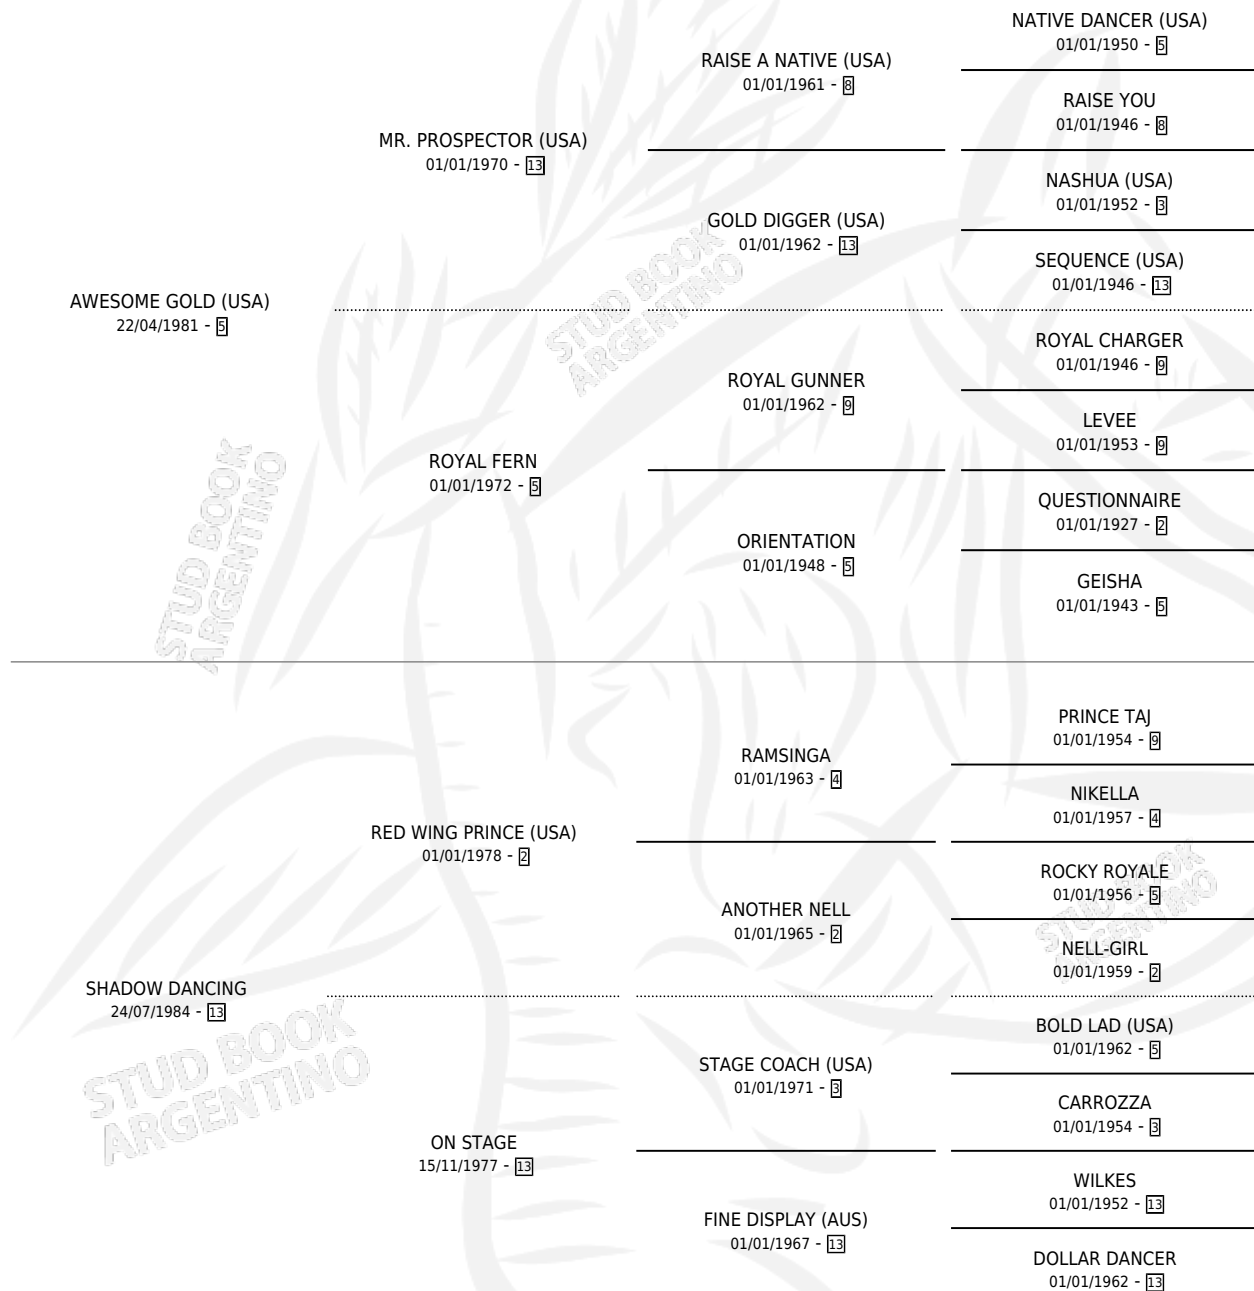 NATIVE DANCER (USA)
01/01/1950 - 5
RAISE A NATIVE (USA)
01/01/1961 - 8
RAISE YOU
01/01/1946 - 8
MR. PROSPECTOR (USA)
01/01/1970 - 13
NASHUA (USA)
01/01/1952 - 3
GOLD DIGGER (USA)
01/01/1962 - 13
SEQUENCE (USA)
01/01/1946 - 13
AWESOME GOLD (USA)
22/04/1981 - 5
STUD BOOK
ARGENTINO
ROYAL CHARGER
01/01/1946 - 9
ROYAL GUNNER
01/01/1962 - 9
LEVEE
01/01/1953 - 9
ROYAL FERN
01/01/1972 - 5
STUD BOOK
ARGENTINO
QUESTIONNAIRE
01/01/1927 - 2
ORIENTATION
01/01/1948 - 5
GEISHA
01/01/1943 - 5
PRINCE TAJ
01/01/1954 - 9
RAMSINGA
01/01/1963 - 4
NIKELLA
01/01/1957 - 4
RED WING PRINCE (USA)
01/01/1978 - 2
ROCKY ROYALE
01/01/1956 - 5
STUD BOOK
ARGENTINO
ANOTHER NELL
01/01/1965 - 2
NELL-GIRL
01/01/1959 - 2
SHADOW DANCING
24/07/1984 - 13
STUD BOOK
ARGENTINO
BOLD LAD (USA)
01/01/1962 - 5
STAGE COACH (USA)
01/01/1971 - 3
CARROZZA
01/01/1954 - 3
ON STAGE
15/11/1977 - 13
WILKES
01/01/1952 - 13
FINE DISPLAY (AUS)
01/01/1967 - 13
DOLLAR DANCER
01/01/1962 - 13